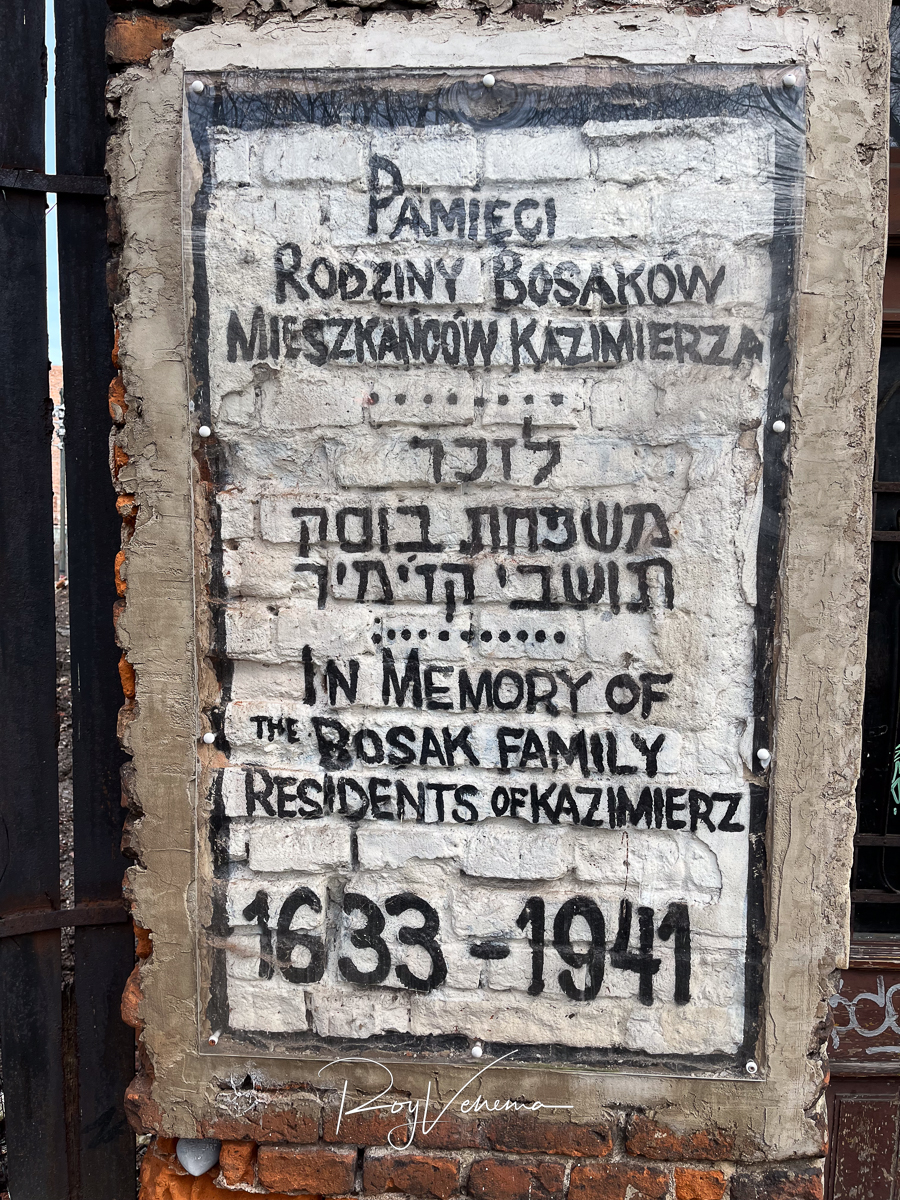 Pamięci
Rodziny Bosaków
Mieszkańców Kazimierza
לזכר
משפחת בוסק
תושבי קז'ימיר
In Memory of
the Bosak Family
Residents of Kazimierz
1633 - 1941
Roy Venema